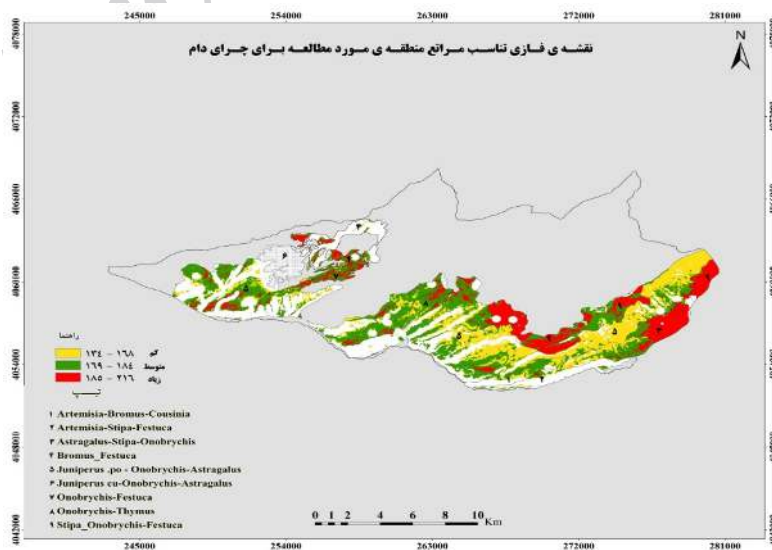 245000 254000 263000 272000 281000
4078000
4072000
4066000
4060000
4054000
4048000
4042000
نقشه ی فازی تناسب مراتع منطقه ی مورد مطالعه برای چرای دام
N
راهنما
کم ۱۳۴ – ۱۶۸
متوسط ۱۶۹ – ۱۸۴
زیاد ۱۸۵ – ۲۱۶
تیپ
۱ Artemisia-Bromus-Cousinia
۲ Artemisia-Stipa-Festuca
۳ Astragalus-Stipa-Onobrychis
۴ Bromus_Festuca
۵ Juniperus .po - Onobrychis-Astragalus
Juniperus cu-Onobrychis-Astragalus
۷ Onobrychis-Festuca
۸ Onobrychis-Thymus
۹ Stipa_Onobrychis-Festuca
0 1 2 4 6 8 10
Km
245000 254000 263000 272000 281000